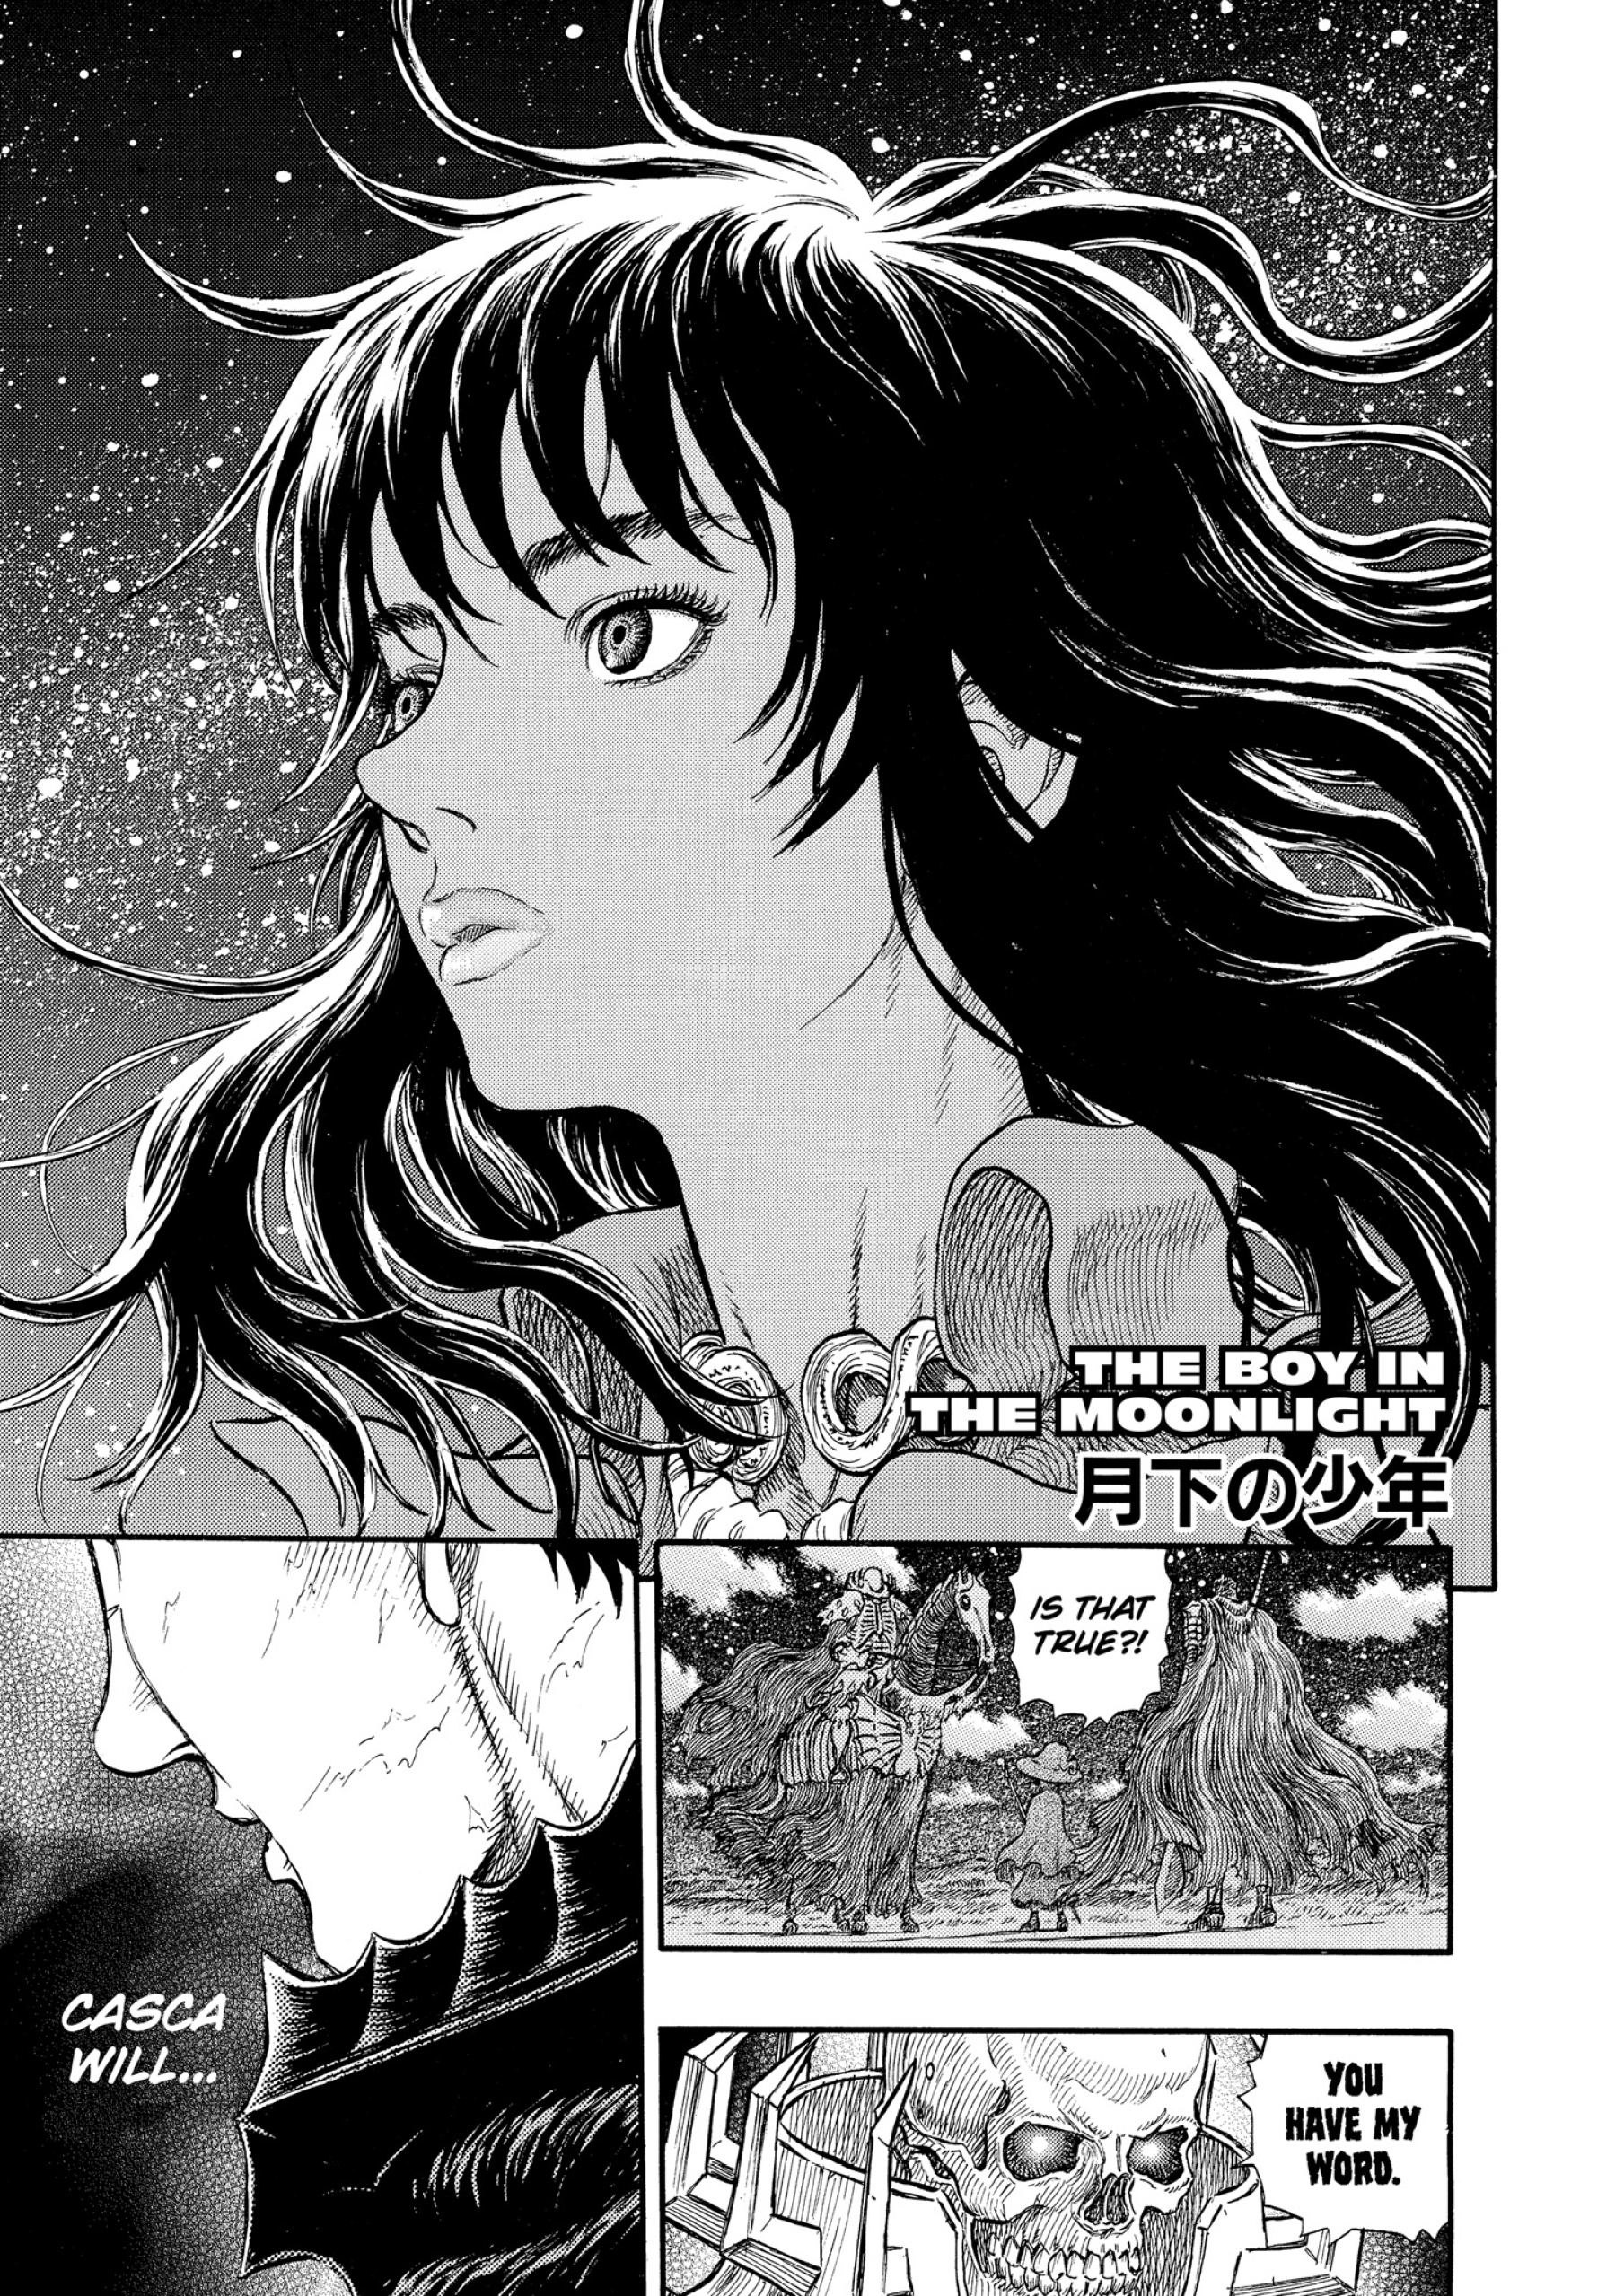 THE BOY IN
THE MOONLIGHT
月下の少年
IS THAT
TRUE?!
YOU
HAVE MY
WORD.
CASCA
WILL...